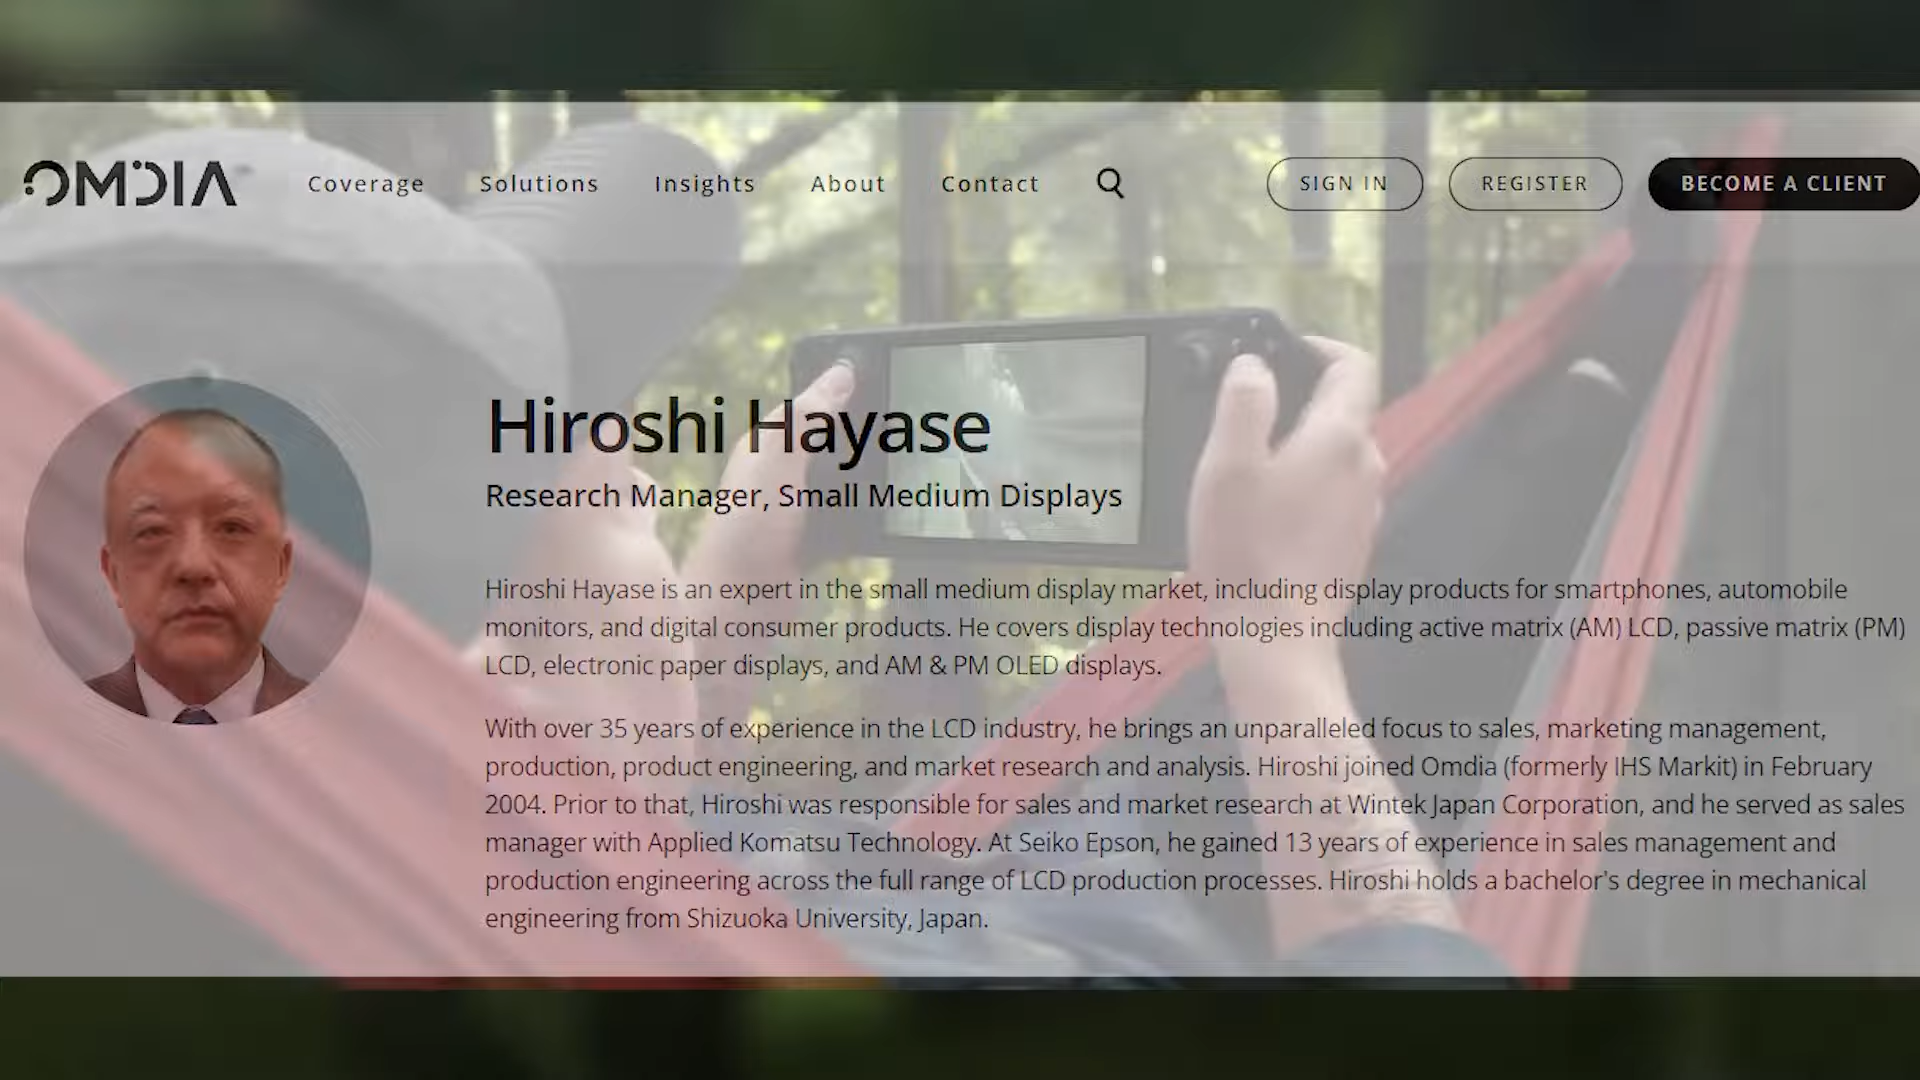 OMDIA Coverage Solutions Insights About Contact SIGN IN REGISTER BECOME A CLIENT
Hiroshi Hayase
Research Manager, Small Medium Displays
Hiroshi Hayase is an expert in the small medium display market, including display products for smartphones, automobile
monitors, and digital consumer products. He covers display technologies including active matrix (AM) LCD, passive matrix (PM)
LCD, electronic paper displays, and AM & PM OLED displays.
With over 35 years of experience in the LCD industry, he brings an unparalleled focus to sales, marketing management,
production, product engineering, and market research and analysis. Hiroshi joined Omdia (formerly IHS Markit) in February
2004. Prior to that, Hiroshi was responsible for sales and market research at Wintek Japan Corporation, and he served as sales
manager with Applied Komatsu Technology. At Seiko Epson, he gained 13 years of experience in sales management and
production engineering across the full range of LCD production processes. Hiroshi holds a bachelor's degree in mechanical
engineering from Shizuoka University, Japan.